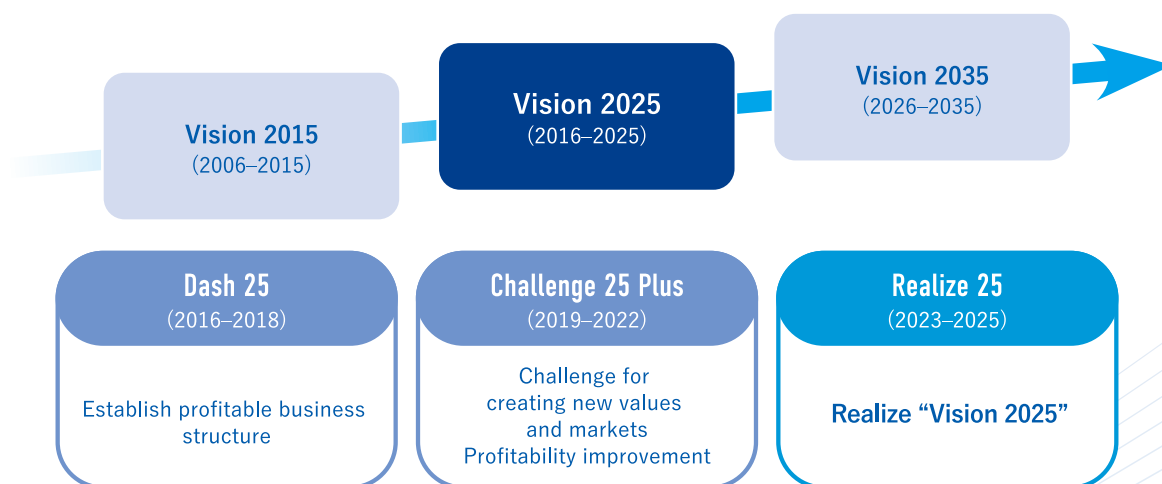 Vision 2015
(2006–2015)
Vision 2025
(2016–2025)
Vision 2035
(2026–2035)
Dash 25
(2016–2018)
Establish profitable business
structure
Challenge 25 Plus
(2019–2022)
Challenge for
creating new values
and markets
Profitability improvement
Realize 25
(2023–2025)
Realize “Vision 2025”